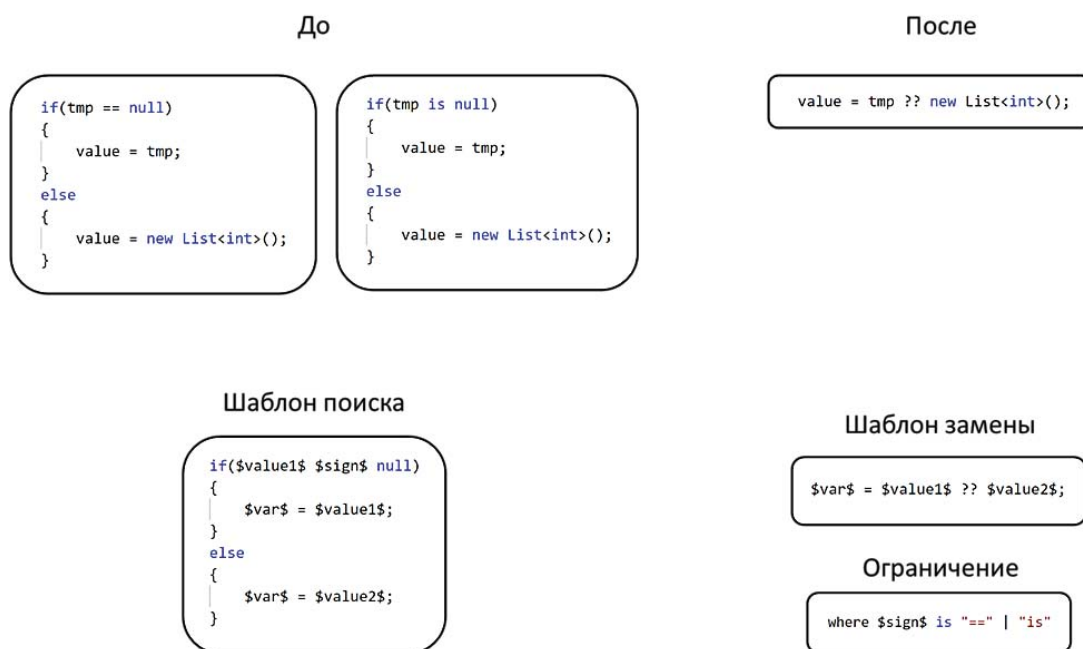 До
if(tmp == null)
{
value = tmp;
}
else
{
value = new List<int>();
}
if(tmp is null)
{
value = tmp;
}
else
{
value = new List<int>();
}
После
value = tmp ?? new List<int>();
Шаблон поиска
if($value1$ $sign$ null)
{
$var$ = $value1$;
}
else
{
$var$ = $value2$;
}
Шаблон замены
$var$ = $value1$ ?? $value2$;
Ограничение
where $sign$ is "==" | "is"